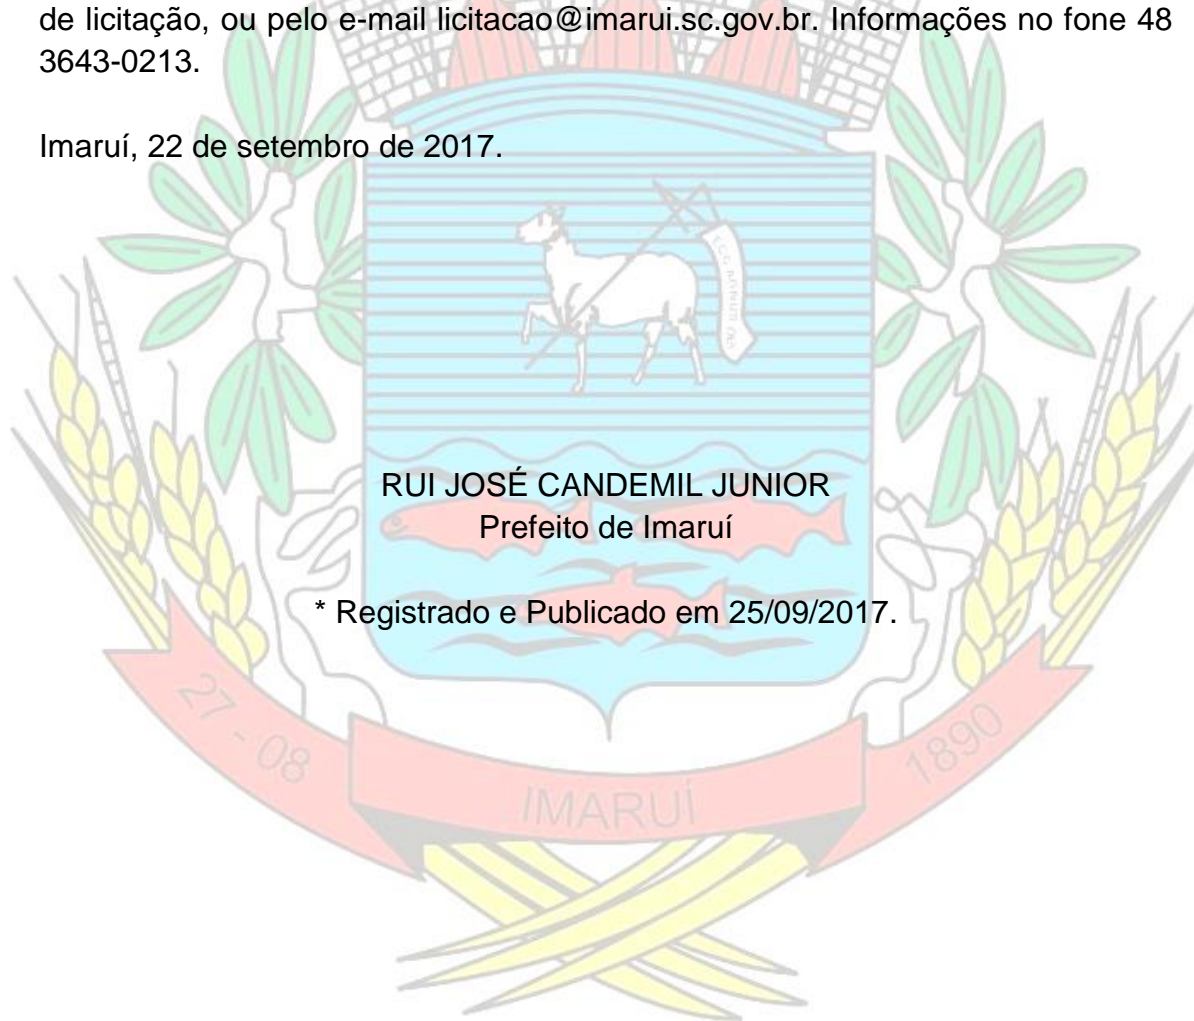 de licitação, ou pelo e-mail licitacao@imarui.sc.gov.br. Informações no fone 48
3643-0213.
Imaruí, 22 de setembro de 2017.
RUI JOSÉ CANDEMIL JUNIOR
Prefeito de Imaruí
* Registrado e Publicado em 25/09/2017.
27 - 08
IMARUÍ
1890